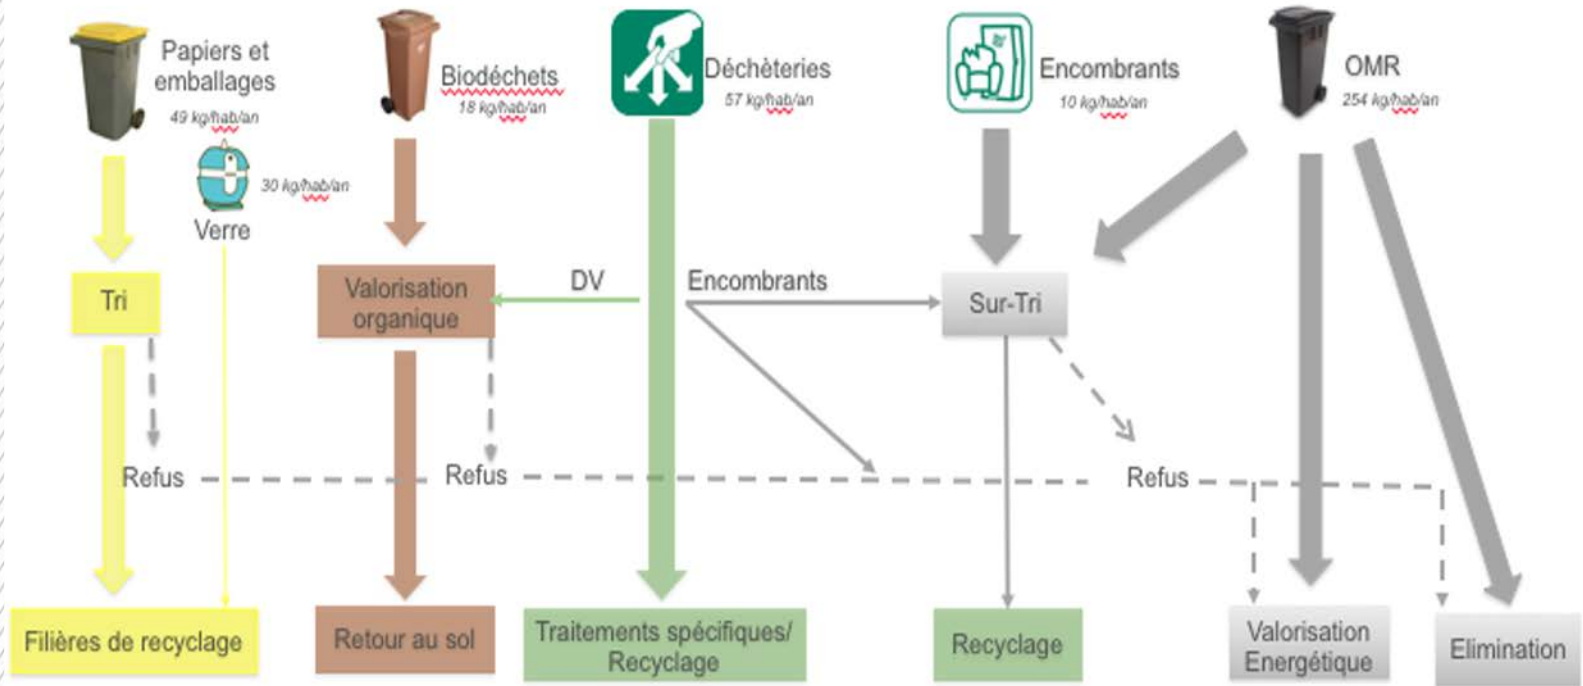 Papiers et
emballages
49 kg/hab/an
30 kg/hab/an
Verre
Biodéchets
18 kg/hab/an
Déchèteries
57 kg/hab/an
Encombrants
10 kg/hab/an
OMR
254 kg/hab/an
Tri
Valorisation
organique
DV
Encombrants
Sur-Tri
Refus
Refus
Refus
Filières de recyclage
Retour au sol
Traitements spécifiques/
Recyclage
Recyclage
Valorisation
Energétique
Elimination